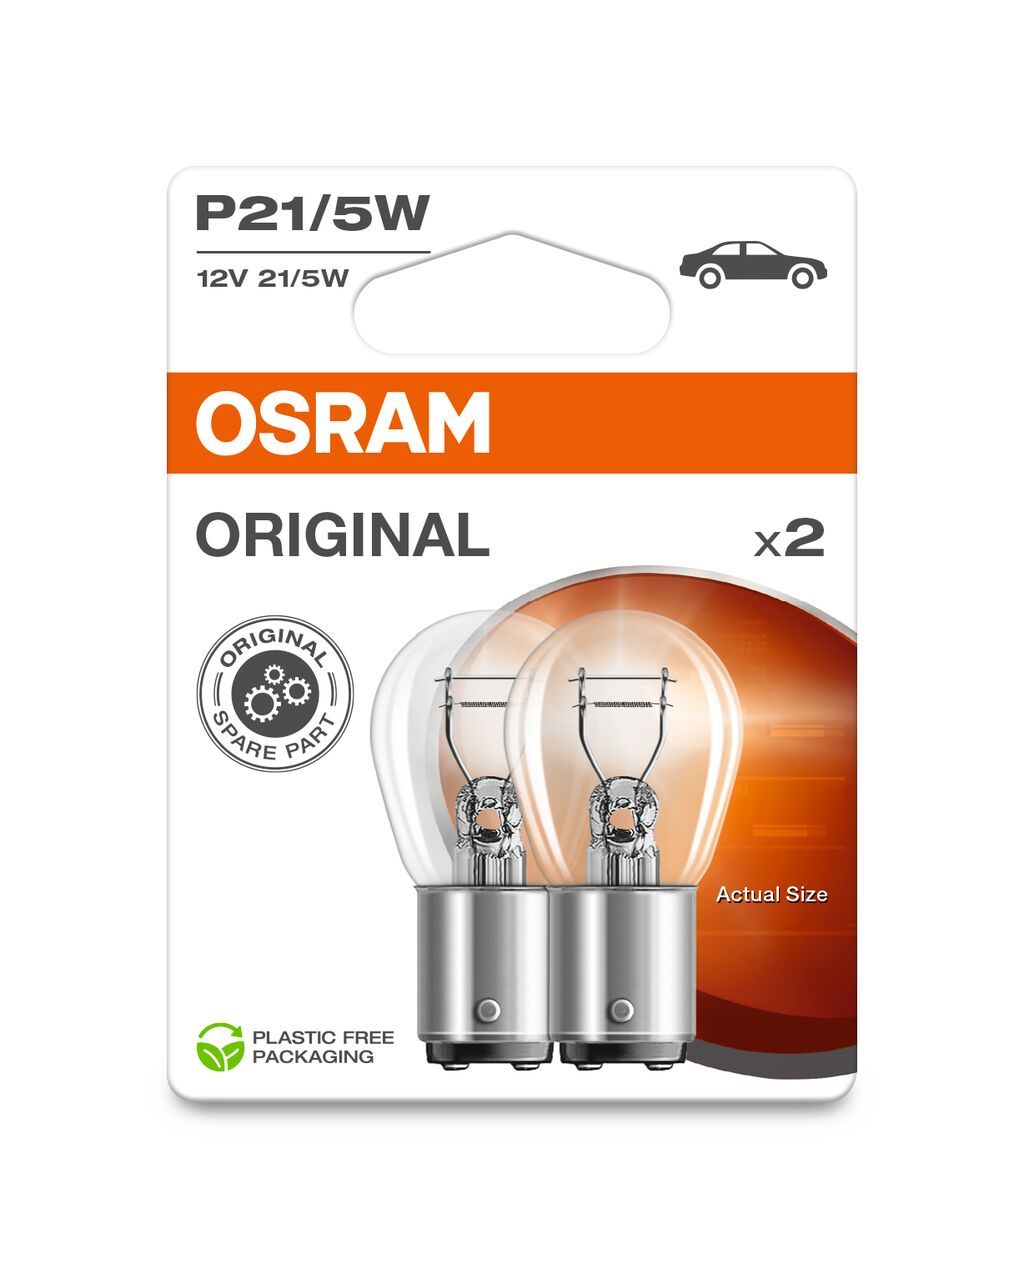 P21/5W
12V 21/5W
OSRAM
ORIGINAL
x2
ORIGINAL
SPARE PART
Actual Size
PLASTIC FREE
PACKAGING